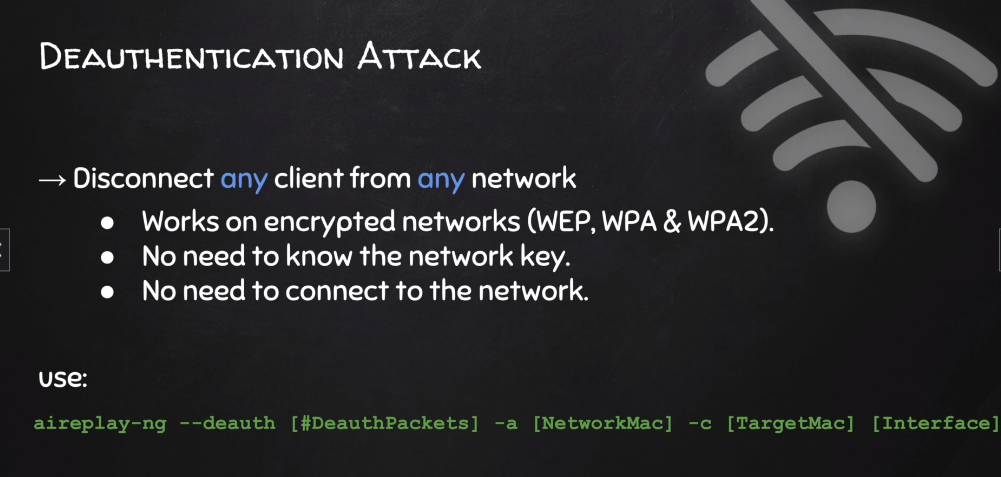 Deauthentication Attack
→ Disconnect any client from any network
● Works on encrypted networks (WEP, WPA & WPA2).
● No need to know the network key.
● No need to connect to the network.
use:
aireplay-ng --deauth [#DeauthPackets] -a [NetworkMac] -c [TargetMac] [Interface]